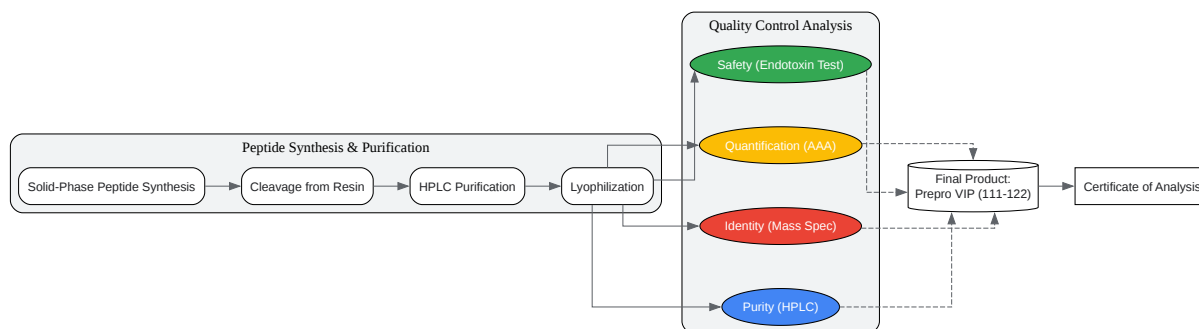 Quality Control Analysis
Safety (Endotoxin Test)
Peptide Synthesis & Purification
Quantification (AAA)
Solid-Phase Peptide Synthesis
Cleavage from Resin
HPLC Purification
Lyophilization
Final Product:
Prepro VIP (111-122)
Certificate of Analysis
Identity (Mass Spec)
Purity (HPLC)